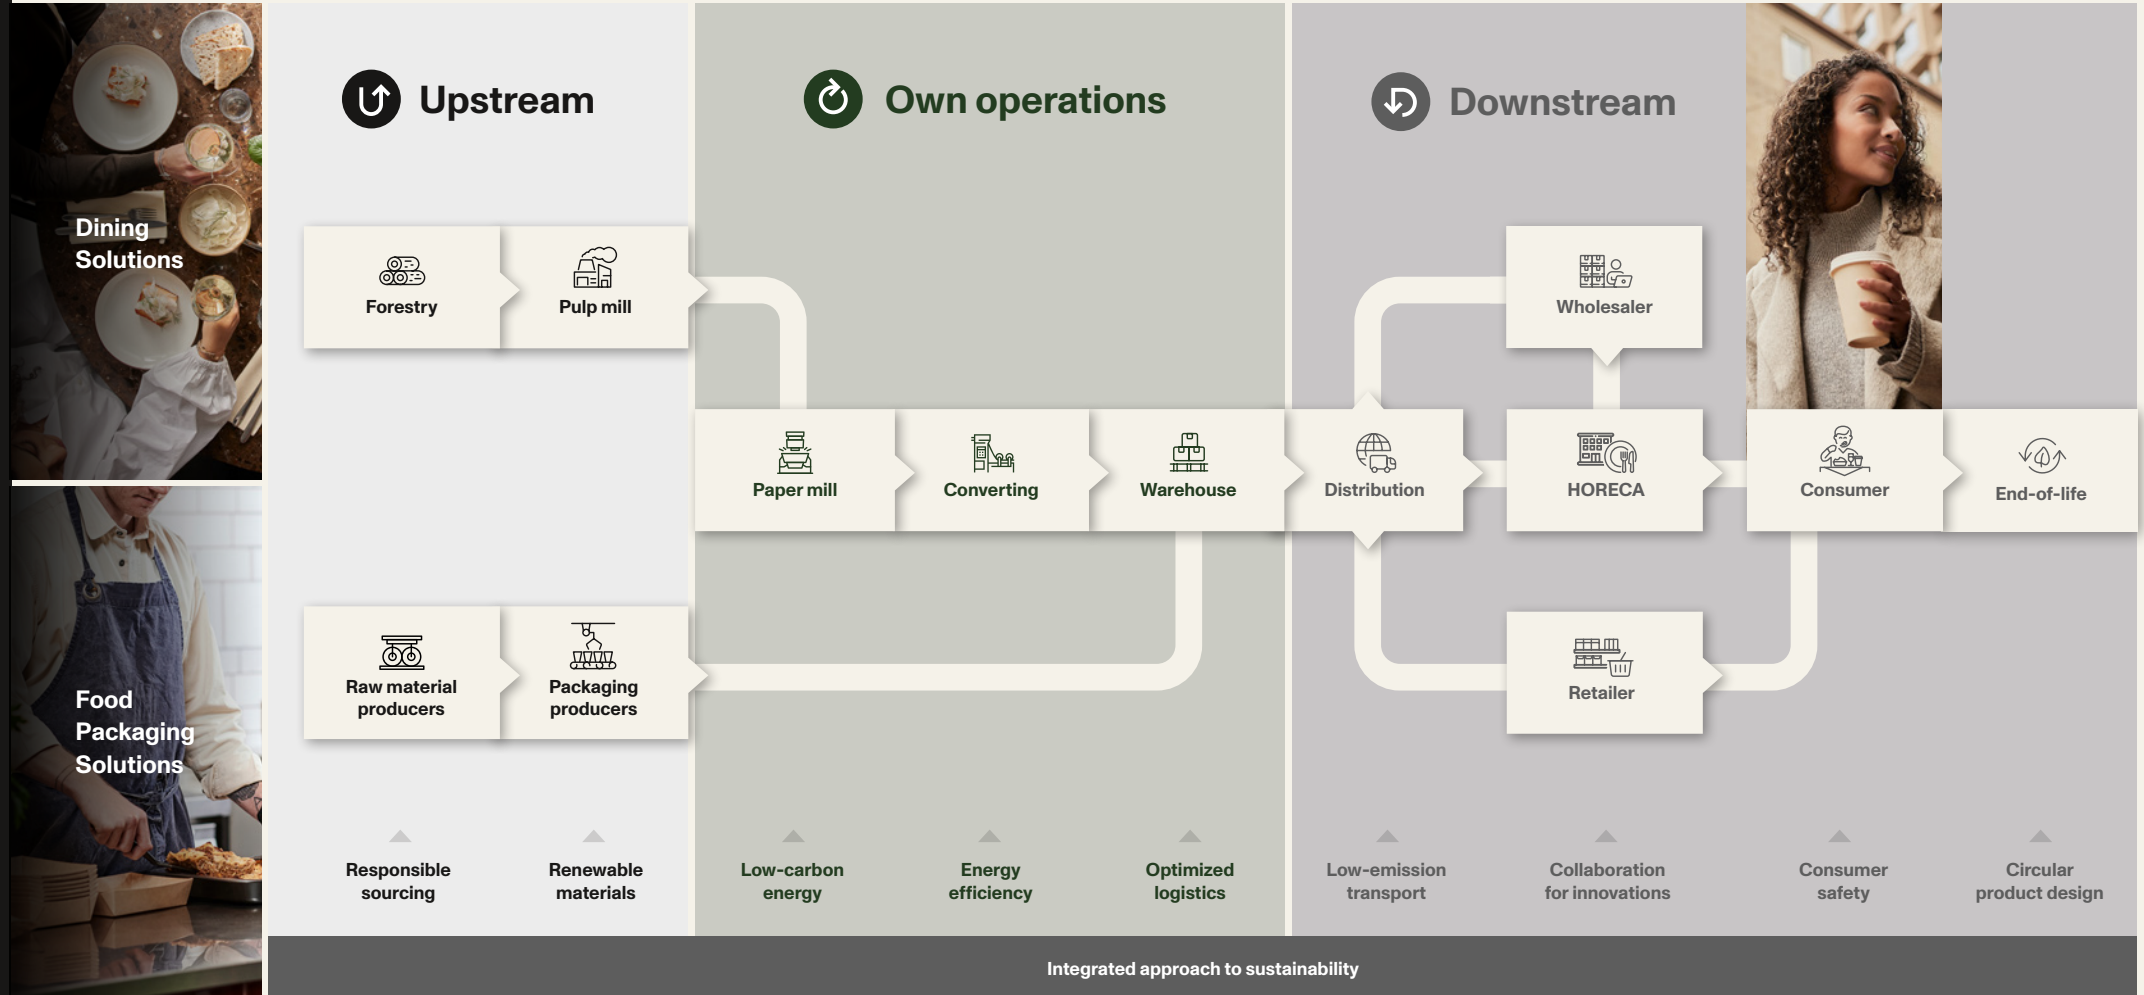 Dining
Solutions
Food
Packaging
Solutions
Upstream
Own operations
Downstream
Forestry
Pulp mill
Wholesaler
Paper mill
Converting
Warehouse
Distribution
HORECA
Consumer
End-of-life
Raw material
producers
Packaging
producers
Retailer
Responsible
sourcing
Renewable
materials
Low-carbon
energy
Energy
efficiency
Optimized
logistics
Low-emission
transport
Collaboration
for innovations
Consumer
safety
Circular
product design
Integrated approach to sustainability